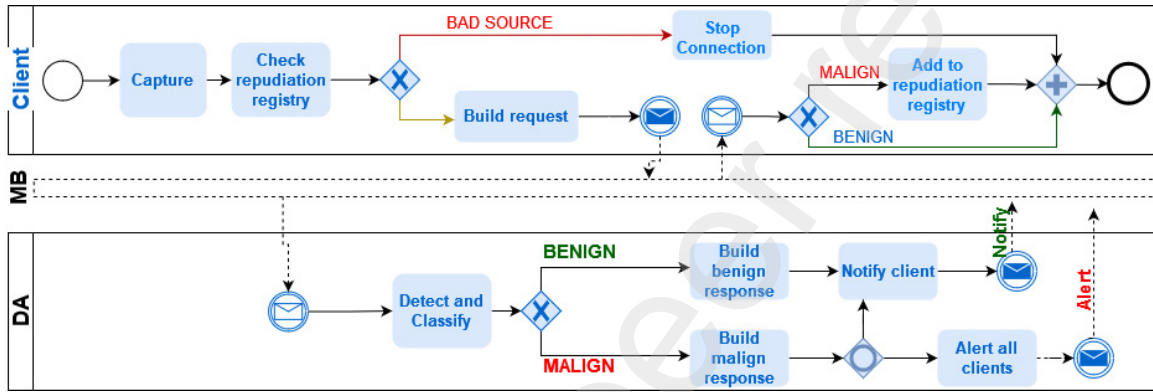 Client
BAD SOURCE
Stop
Connection
Capture
Check
repudiation
registry
MALIGN
Add to
repudiation
registry
Build request
BENIGN
MB
DA
BENIGN
Build
benign
response
Notify client
Notify
Detect and
Classify
Alert
MALIGN
Build
malign
response
Alert all
clients